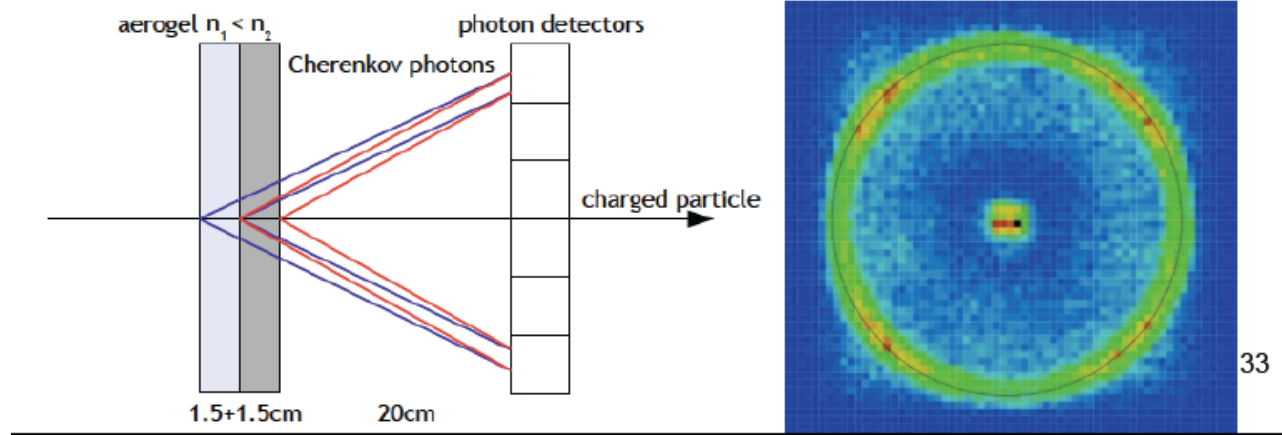 aerogel n₁ < n₂
photon detectors
Cherenkov photons
charged particle
1.5+1.5cm
20cm
33